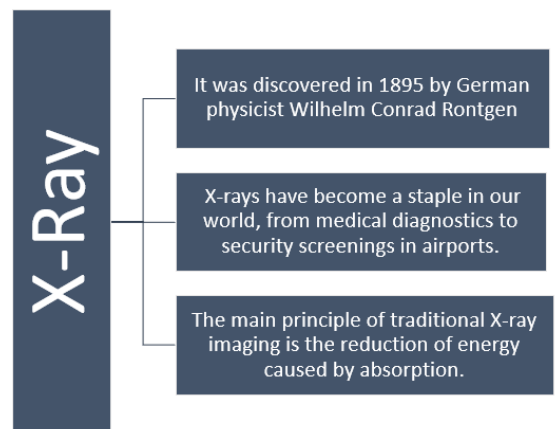 X-Ray
It was discovered in 1895 by German
physicist Wilhelm Conrad Rontgen
X-rays have become a staple in our
world, from medical diagnostics to
security screenings in airports.
The main principle of traditional X-ray
imaging is the reduction of energy
caused by absorption.